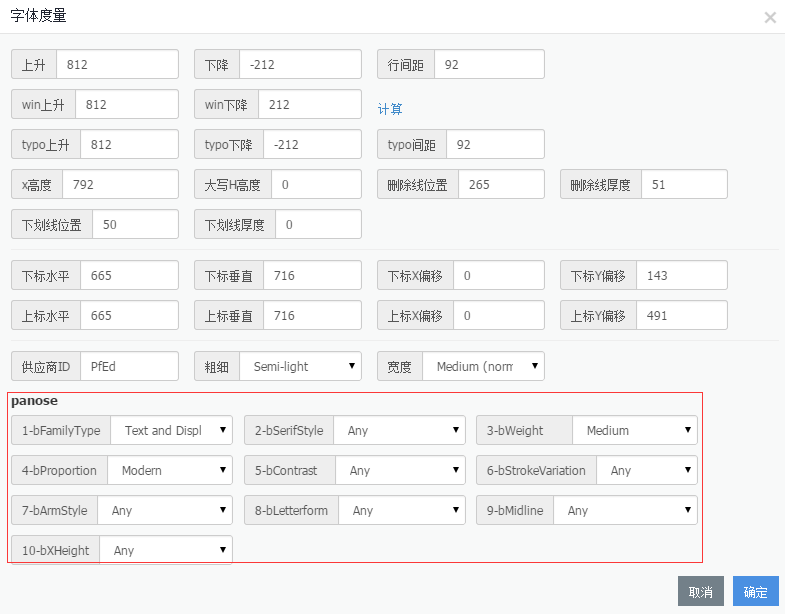 字体度量 ×
上升 812 下降 -212 行间距 92
win上升 812 win下降 212 计算
typo上升 812 typo下降 -212 typo间距 92
x高度 792 大写H高度 0 删除线位置 265 删除线厚度 51
下划线位置 50 下划线厚度 0
下标水平 665 下标垂直 716 下标X偏移 0 下标Y偏移 143
上标水平 665 上标垂直 716 上标X偏移 0 上标Y偏移 491
供应商ID PfEd 粗细 Semi-light 宽度 Medium (norm
panose
1-bFamilyType Text and Displ 2-bSerifStyle Any 3-bWeight Medium
4-bProportion Modern 5-bContrast Any 6-bStrokeVariation Any
7-bArmStyle Any 8-bLetterform Any 9-bMidline Any
10-bXHeight Any
取消 确定